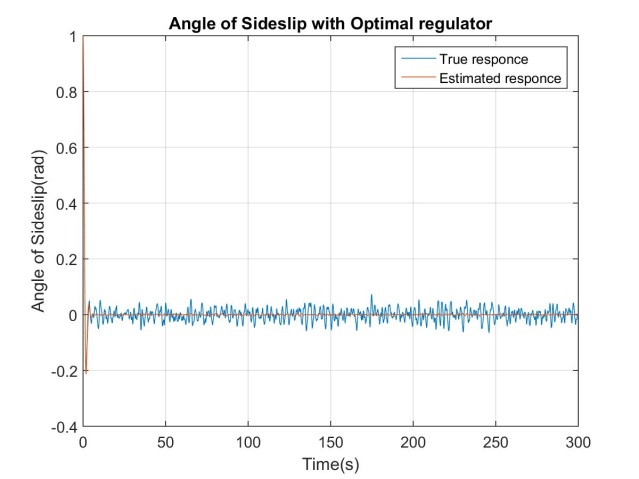 Angle of Sideslip with Optimal regulator
True responce
Estimated responce
1
0.8
0.6
0.4
0.2
0
-0.2
-0.4
Angle of Sideslip(rad)
0 50 100 150 200 250 300
Time(s)